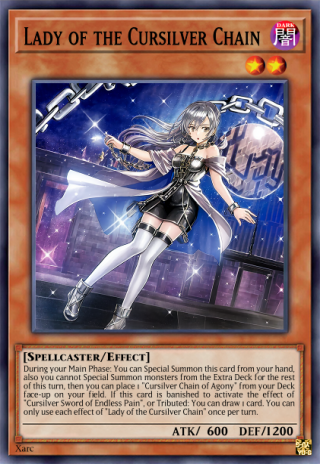 Lady of the Cursilver Chain
DARK
闇
[Spellcaster/Effect]
During your Main Phase: You can Special Summon this card from your hand,
also you cannot Special Summon monsters from the Extra Deck for the rest
of this turn, then you can place 1 "Cursilver Chain of Agony" from your Deck
face-up on your field. If this card is banished to activate the effect of
"Cursilver Sword of Endless Pain", or Tributed: You can draw 1 card. You can
only use each effect of "Lady of the Cursilver Chain" once per turn.
ATK/ 600 DEF/1200
Xarc